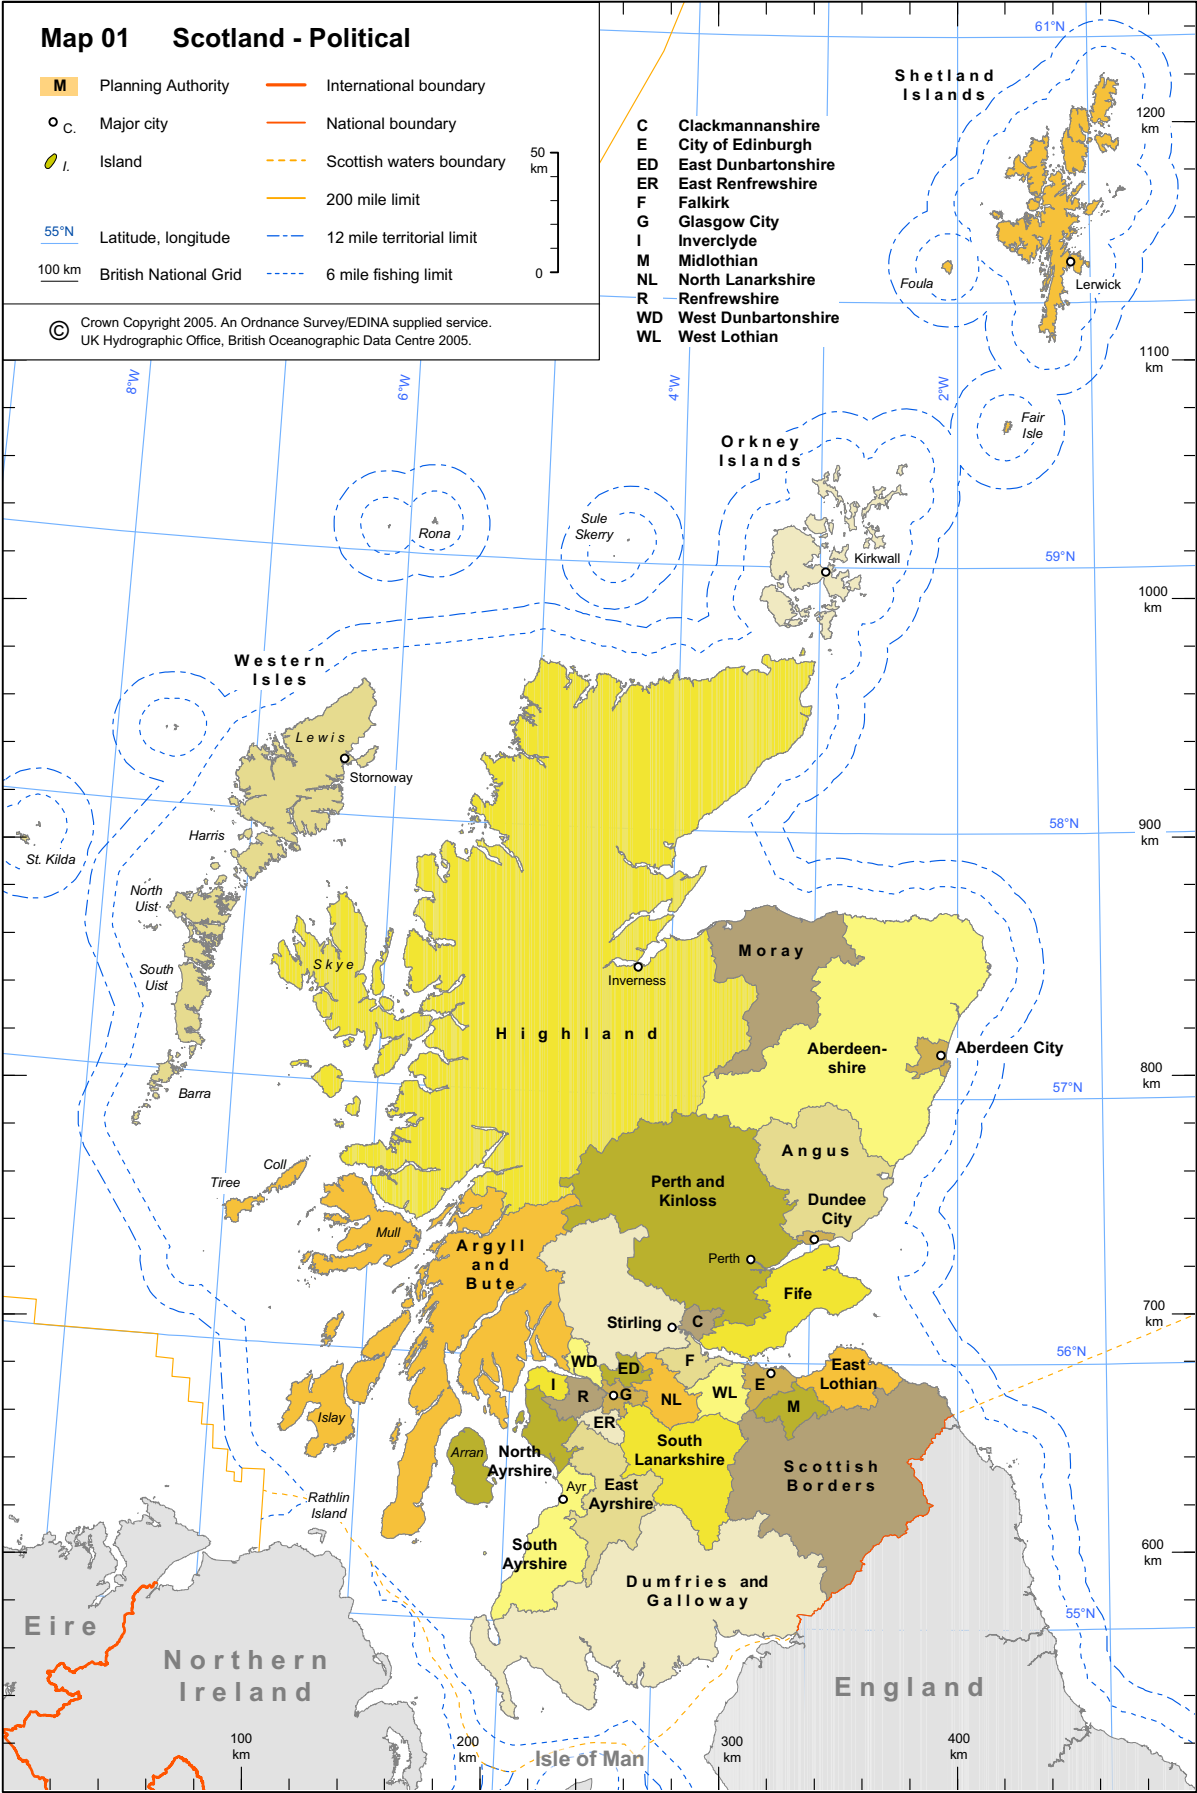 Map 01 Scotland - Political
M Planning Authority
C. Major city
I. Island
55°N Latitude, longitude
100 km British National Grid
International boundary
National boundary
Scottish waters boundary
200 mile limit
12 mile territorial limit
6 mile fishing limit
50
km
0
© Crown Copyright 2005. An Ordnance Survey/EDINA supplied service.
UK Hydrographic Office, British Oceanographic Data Centre 2005.
C Clackmannanshire
E City of Edinburgh
ED East Dunbartonshire
ER East Renfrewshire
F Falkirk
G Glasgow City
I Inverclyde
M Midlothian
NL North Lanarkshire
R Renfrewshire
WD West Dunbartonshire
WL West Lothian
61°N
Shetland
Islands
1200
km
Foula
Lerwick
1100
km
8°W
6°W
4°W
2°W
Fair
Isle
Orkney
Islands
Rona
Sule
Skerry
Kirkwall
59°N
1000
km
Western
Isles
Lewis
Stornoway
Harris
St. Kilda
58°N
900
km
North
Uist
South
Uist
Skye
Barra
Moray
Inverness
Highland
Aberdeen-
shire
Aberdeen City
800
km
57°N
Angus
Coll
Tiree
Mull
Perth and
Kinloss
Dundee
City
Argyll
and
Bute
Perth
Fife
700
km
Stirling
C
56°N
WD
ED
F
I
R
G
NL
WL
E
East
Lothian
M
ER
Islay
Arran
North
Ayrshire
South
Lanarkshire
Scottish
Borders
Ayr
East
Ayrshire
Rathlin
Island
South
Ayrshire
600
km
Dumfries and
Galloway
55°N
Eire
Northern
Ireland
England
100
km
200
km
Isle of Man
300
km
400
km